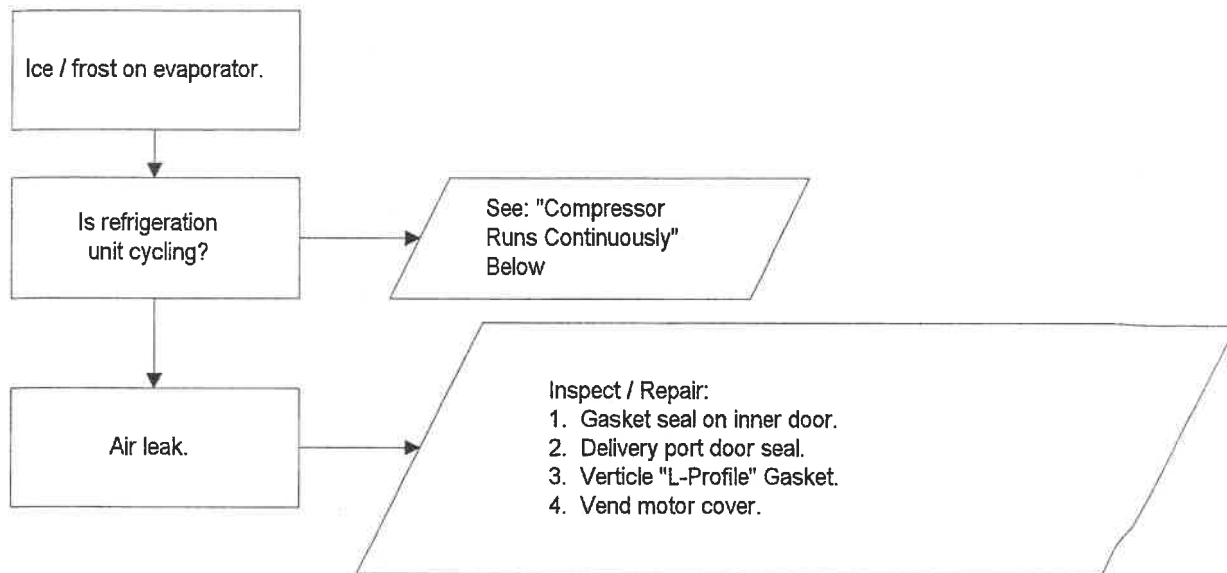 Ice / frost on evaporator.
Is refrigeration
unit cycling?
See: "Compressor
Runs Continuously"
Below
Air leak.
Inspect / Repair:
1. Gasket seal on inner door.
2. Delivery port door seal.
3. Verticle "L-Profile" Gasket.
4. Vend motor cover.